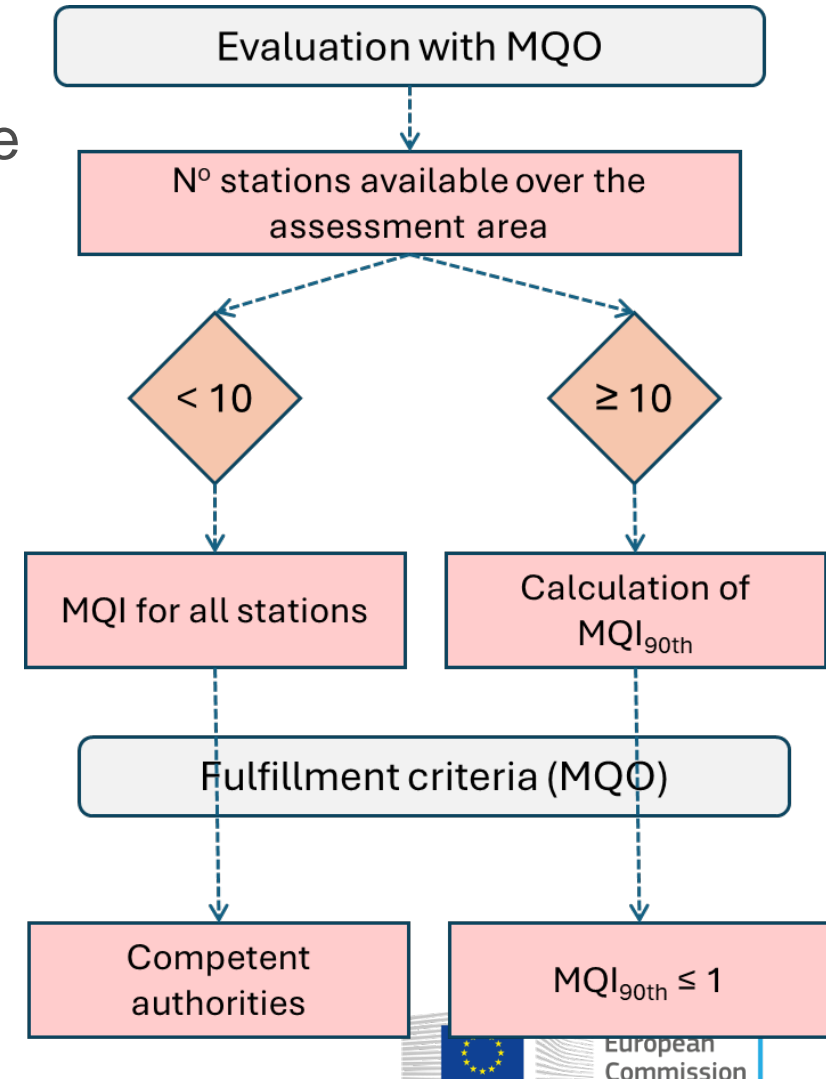 Evaluation with MQO
e
Nº stations available over the
assessment area
< 10
≥ 10
MQI for all stations
Calculation of
MQI90th
Fulfillment criteria (MQO)
Competent
authorities
MQI90th ≤ 1
European
Commission